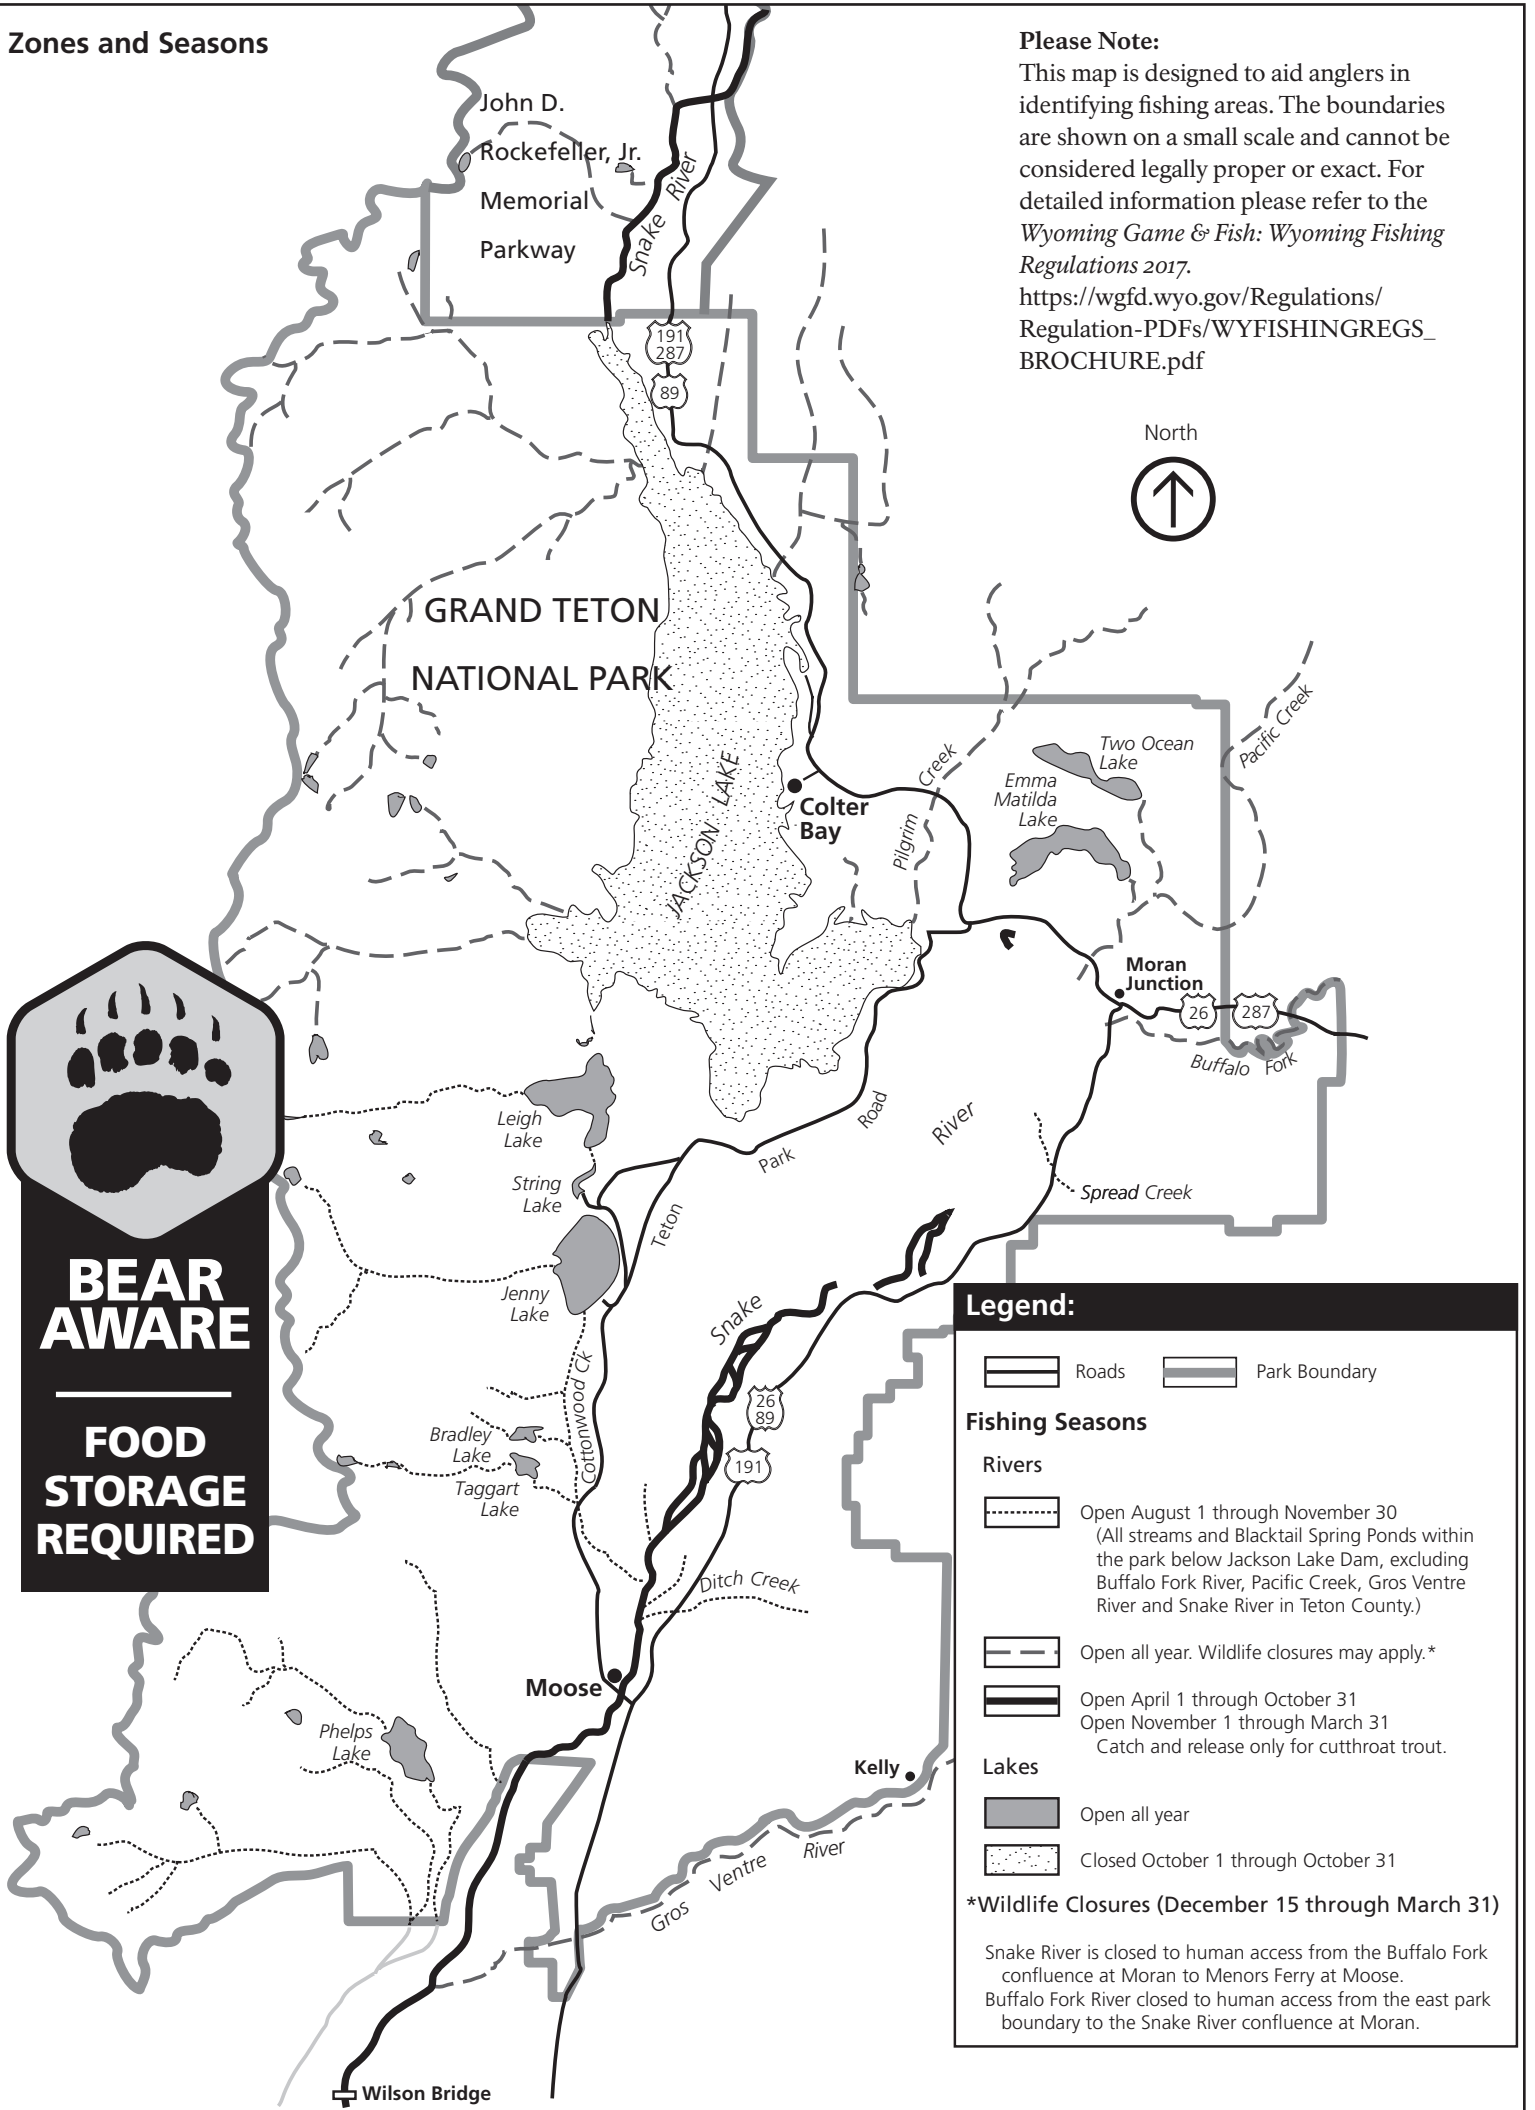 Zones and Seasons
Please Note:
This map is designed to aid anglers in
identifying fishing areas. The boundaries
are shown on a small scale and cannot be
considered legally proper or exact. For
detailed information please refer to the
Wyoming Game & Fish: Wyoming Fishing
Regulations 2017.
https://wgfd.wyo.gov/Regulations/
Regulation-PDFs/WYFISHINGREGS_
BROCHURE.pdf
North
John D.
Rockefeller, Jr.
Memorial
Parkway
Snake River
191
287
89
GRAND TETON
NATIONAL PARK
JACKSON LAKE
Colter
Bay
Pilgrim Creek
Two Ocean
Lake
Emma
Matilda
Lake
Pacific Creek
Moran
Junction
26
287
Buffalo Fork
Leigh
Lake
String
Lake
Jenny
Lake
Teton Park Road
Snake River
Spread Creek
Cottonwood Ck
26
89
191
Bradley
Lake
Taggart
Lake
Ditch Creek
Moose
Phelps
Lake
Kelly
Gros Ventre River
Wilson Bridge
BEAR
AWARE
FOOD
STORAGE
REQUIRED
Legend:
Roads
Park Boundary
Fishing Seasons
Rivers
Open August 1 through November 30
(All streams and Blacktail Spring Ponds within
the park below Jackson Lake Dam, excluding
Buffalo Fork River, Pacific Creek, Gros Ventre
River and Snake River in Teton County.)
Open all year. Wildlife closures may apply.*
Open April 1 through October 31
Open November 1 through March 31
Catch and release only for cutthroat trout.
Lakes
Open all year
Closed October 1 through October 31
*Wildlife Closures (December 15 through March 31)
Snake River is closed to human access from the Buffalo Fork
confluence at Moran to Menors Ferry at Moose.
Buffalo Fork River closed to human access from the east park
boundary to the Snake River confluence at Moran.